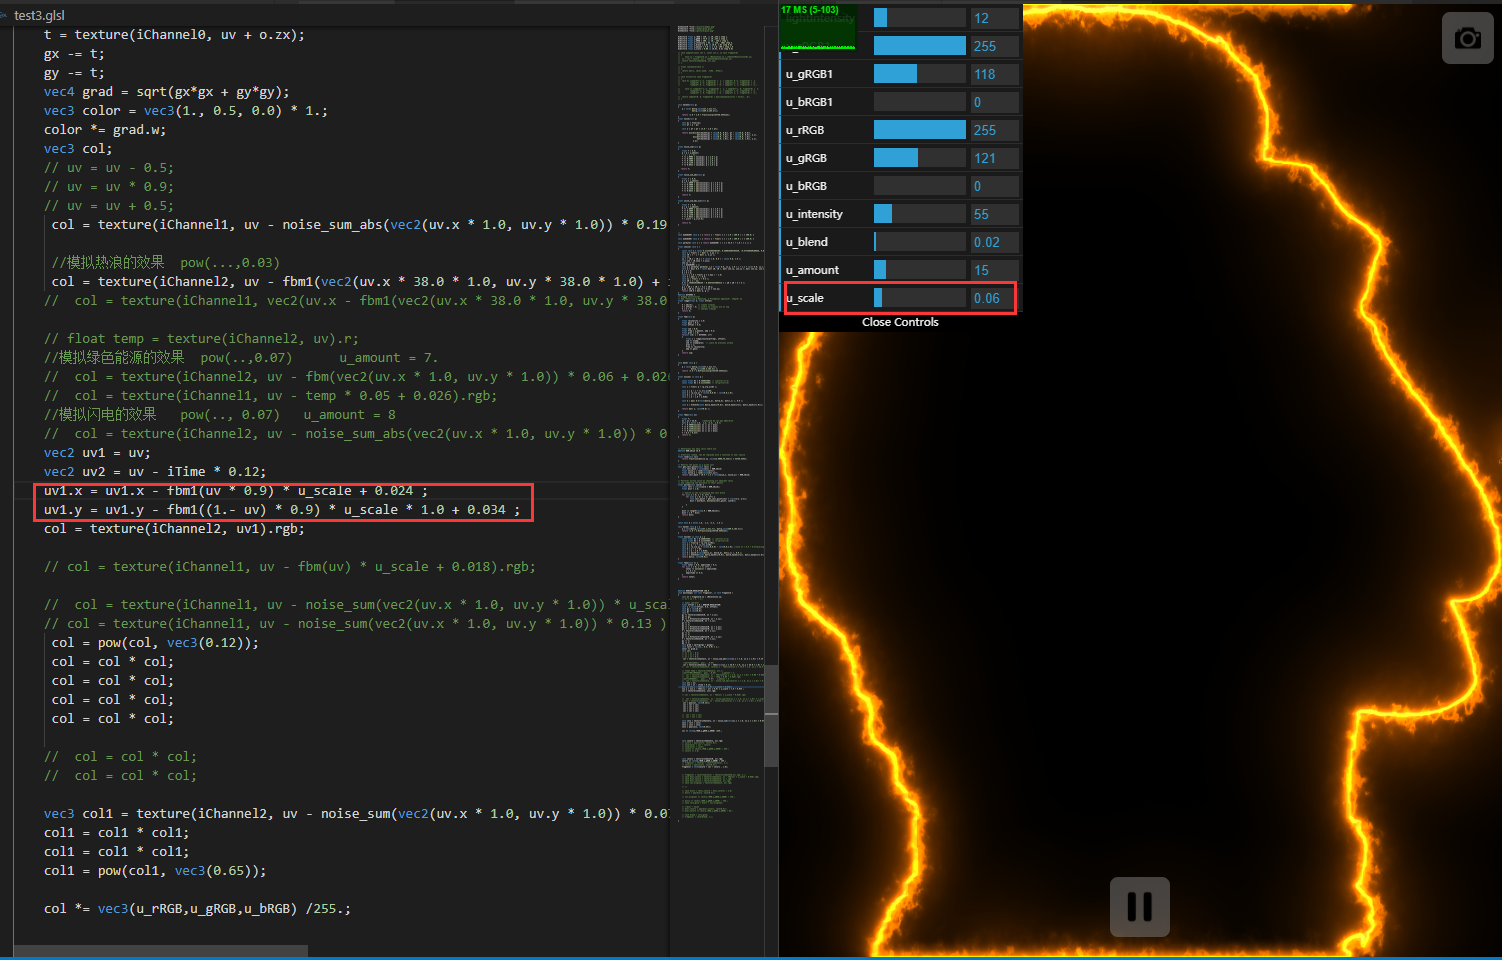 test3.glsl
t = texture(iChannel0, uv + o.zx);
gx -= t;
gy -= t;
vec4 grad = sqrt(gx*gx + gy*gy);
vec3 color = vec3(1., 0.5, 0.0) * 1.;
color *= grad.w;
vec3 col;
// uv = uv - 0.5;
// uv = uv * 0.9;
// uv = uv + 0.5;
col = texture(iChannel1, uv - noise_sum_abs(vec2(uv.x * 1.0, uv.y * 1.0)) * 0.19
//模拟热浪的效果 pow(...,0.03)
col = texture(iChannel2, uv - fbm1(vec2(uv.x * 38.0 * 1.0, uv.y * 38.0 * 1.0) +
// col = texture(iChannel1, vec2(uv.x - fbm1(vec2(uv.x * 38.0 * 1.0, uv.y * 38.0
// float temp = texture(iChannel2, uv).r;
//模拟绿色能源的效果 pow(..,0.07) u_amount = 7.
// col = texture(iChannel2, uv - fbm(vec2(uv.x * 1.0, uv.y * 1.0)) * 0.06 + 0.026
// col = texture(iChannel1, uv - temp * 0.05 + 0.026).rgb;
//模拟闪电的效果 pow(.., 0.07) u_amount = 8
// col = texture(iChannel2, uv - noise_sum_abs(vec2(uv.x * 1.0, uv.y * 1.0)) * 0
vec2 uv1 = uv;
vec2 uv2 = uv - iTime * 0.12;
uv1.x = uv1.x - fbm1(uv * 0.9) * u_scale + 0.024 ;
uv1.y = uv1.y - fbm1((1.- uv) * 0.9) * u_scale * 1.0 + 0.034 ;
col = texture(iChannel2, uv1).rgb;
// col = texture(iChannel1, uv - fbm(uv) * u_scale + 0.018).rgb;
// col = texture(iChannel1, uv - noise_sum(vec2(uv.x * 1.0, uv.y * 1.0)) * u_sca
// col = texture(iChannel1, uv - noise_sum(vec2(uv.x * 1.0, uv.y * 1.0)) * 0.13 )
col = pow(col, vec3(0.12));
col = col * col;
col = col * col;
col = col * col;
col = col * col;
// col = col * col;
// col = col * col;
vec3 col1 = texture(iChannel2, uv - noise_sum(vec2(uv.x * 1.0, uv.y * 1.0)) * 0.0
col1 = col1 * col1;
col1 = col1 * col1;
col1 = pow(col1, vec3(0.65));
col *= vec3(u_rRGB,u_gRGB,u_bRGB) /255.;
17 MS (5-103)
lightIntensity 12
255
u_gRGB1 118
u_bRGB1 0
u_rRGB 255
u_gRGB 121
u_bRGB 0
u_intensity 55
u_blend 0.02
u_amount 15
u_scale 0.06
Close Controls